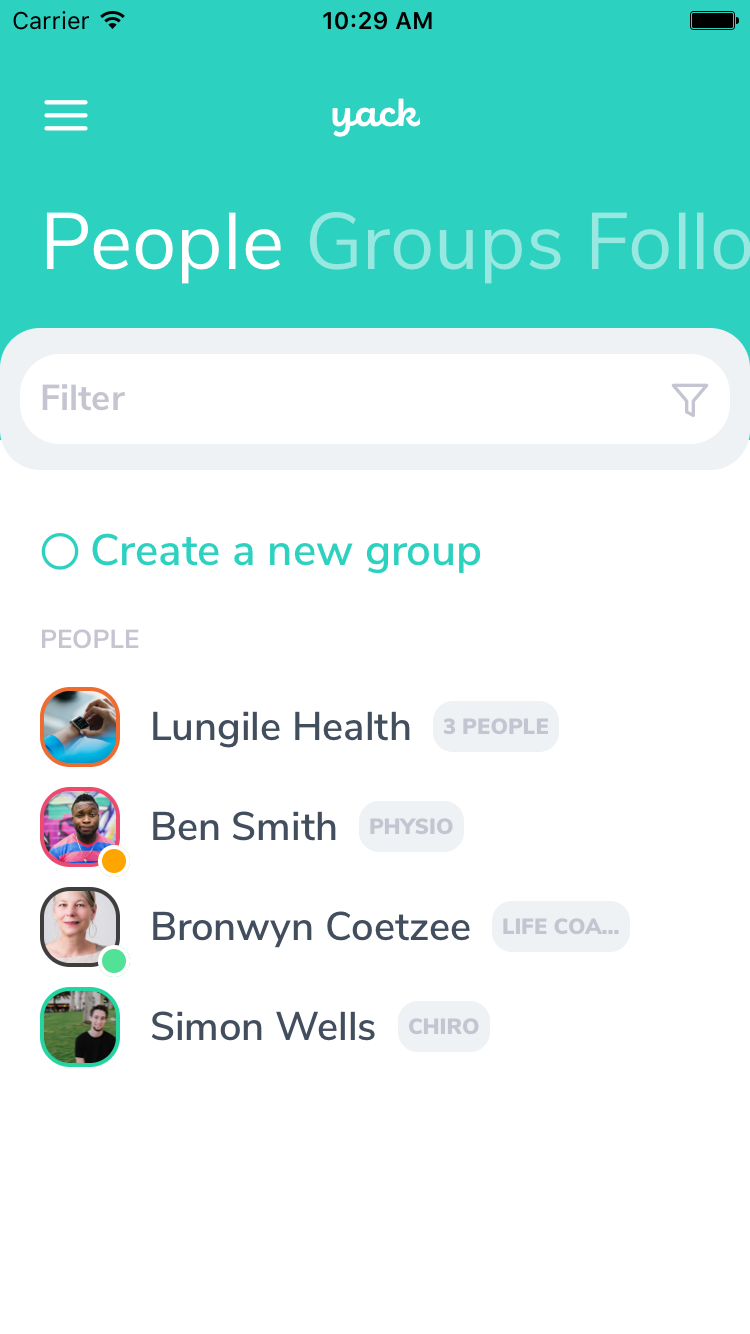 Carrier 10:29 AM
yack
People Groups Follo
Filter
Create a new group
PEOPLE
Lungile Health 3 PEOPLE
Ben Smith PHYSIO
Bronwyn Coetzee LIFE COA...
Simon Wells CHIRO